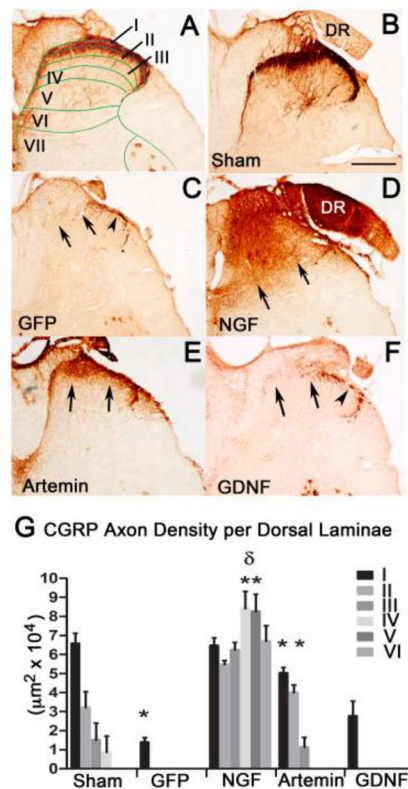 A
I
II
III
IV
V
VI
VII
B
DR
Sham
C
GFP
D
DR
NGF
E
Artemin
F
GDNF
G CGRP Axon Density per Dorsal Laminae
(μm² x 10⁴)
10
9
8
7
6
5
4
3
2
1
0
*
δ
**
* *
I
II
III
IV
V
VI
Sham GFP NGF Artemin GDNF